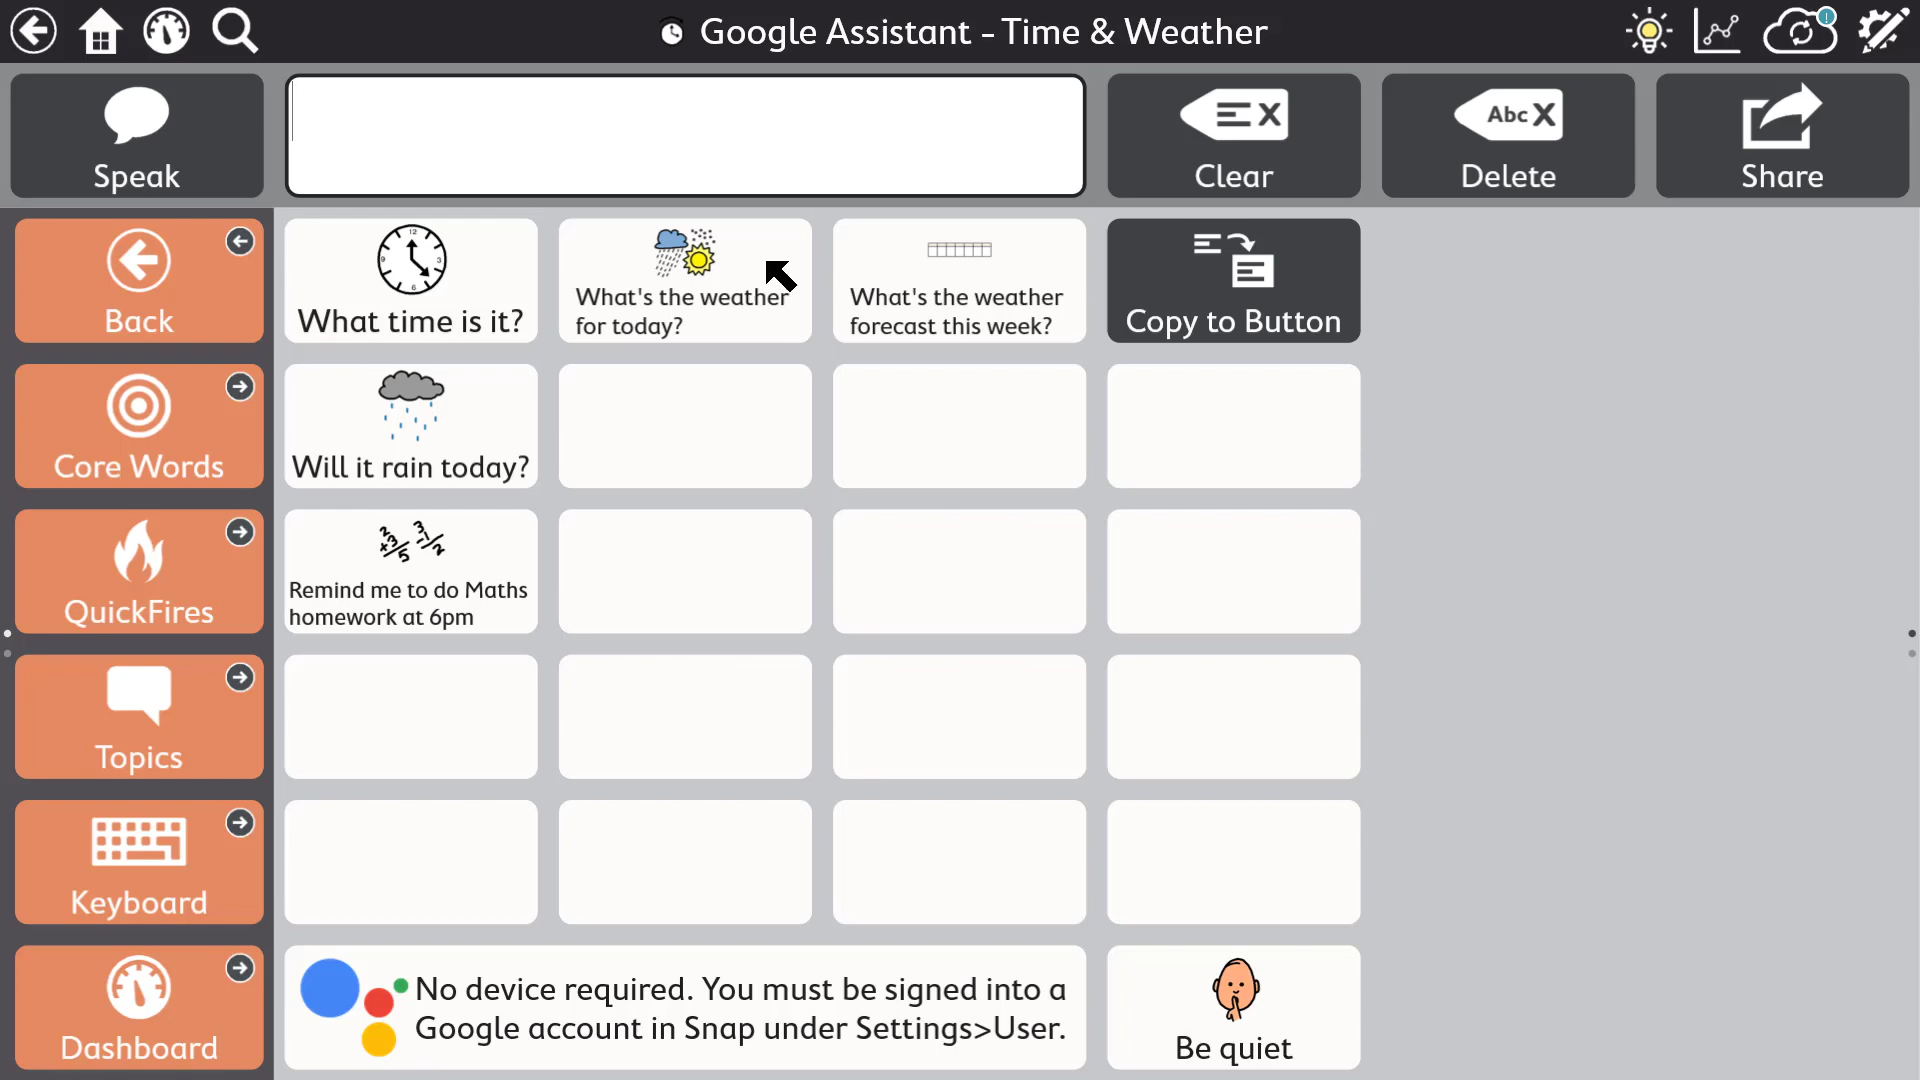 Google Assistant - Time & Weather
Speak
Clear
Abc X
Delete
Share
Back
What time is it?
What's the weather
for today?
What's the weather
forecast this week?
Copy to Button
Core Words
Will it rain today?
QuickFires
Remind me to do Maths
homework at 6pm
Topics
Keyboard
Dashboard
No device required. You must be signed into a
Google account in Snap under Settings>User.
Be quiet